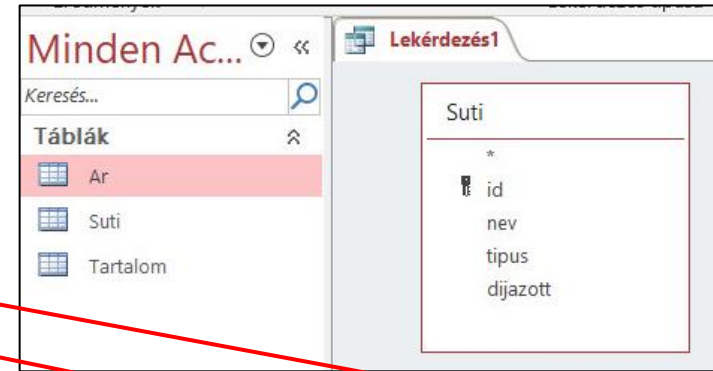 Minden Ac... «
Lekérdezés1
Keresés...
Táblák
Ar
Suti
Tartalom
Suti
*
id
nev
tipus
dijazott